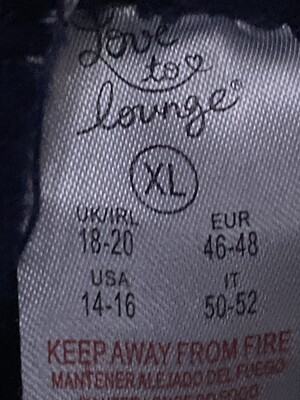 Love
to
lounge®
XL
UK/IRL EUR
18-20 46-48
USA IT
14-16 50-52
KEEP AWAY FROM FIRE
MANTENER ALEJADO DEL FUEGO